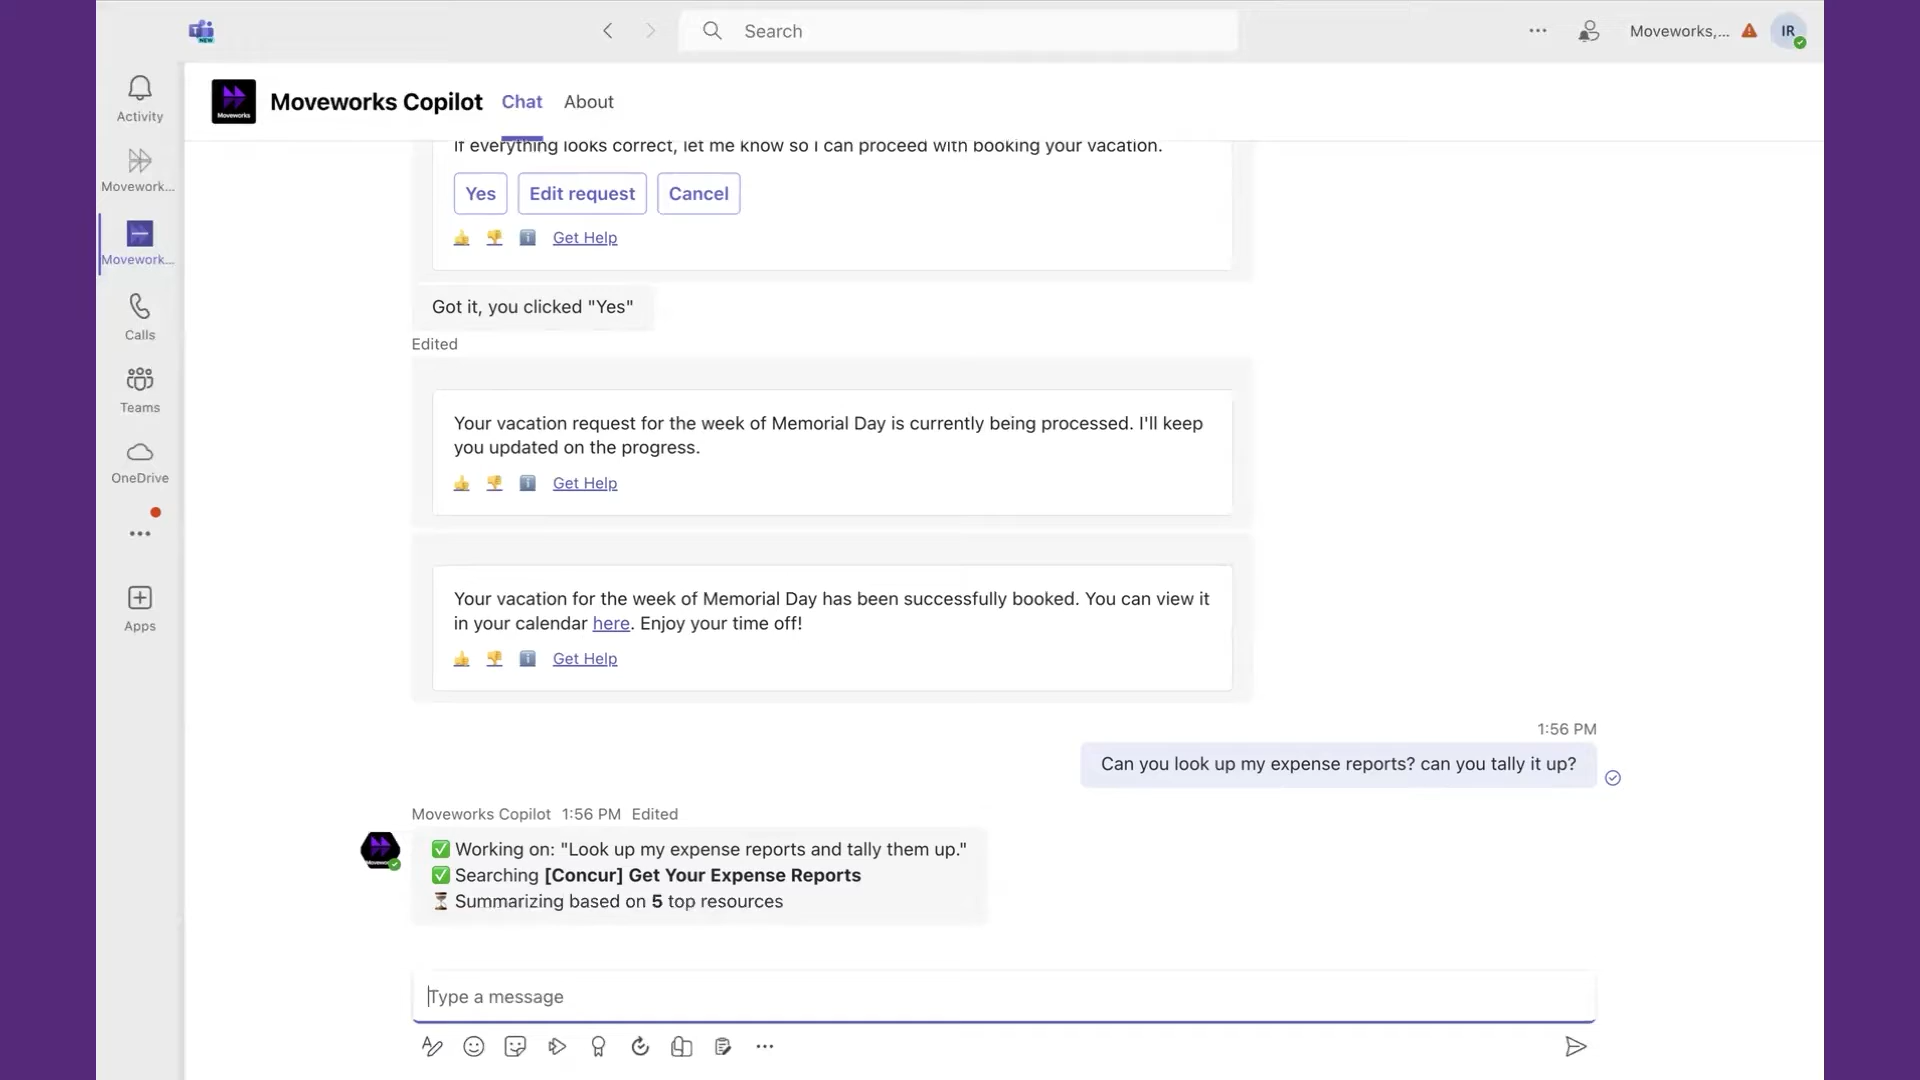 Search
Moveworks,...
IR
NEW
Activity
Movework...
Movework...
Calls
Teams
OneDrive
Apps
Moveworks
Moveworks Copilot
Chat
About
If everything looks correct, let me know so I can proceed with booking your vacation.
Yes
Edit request
Cancel
Get Help
Got it, you clicked "Yes"
Edited
Your vacation request for the week of Memorial Day is currently being processed. I'll keep
you updated on the progress.
Get Help
Your vacation for the week of Memorial Day has been successfully booked. You can view it
in your calendar here. Enjoy your time off!
Get Help
1:56 PM
Can you look up my expense reports? can you tally it up?
Moveworks Copilot 1:56 PM Edited
Moveworks
Working on: "Look up my expense reports and tally them up."
Searching [Concur] Get Your Expense Reports
Summarizing based on 5 top resources
Type a message